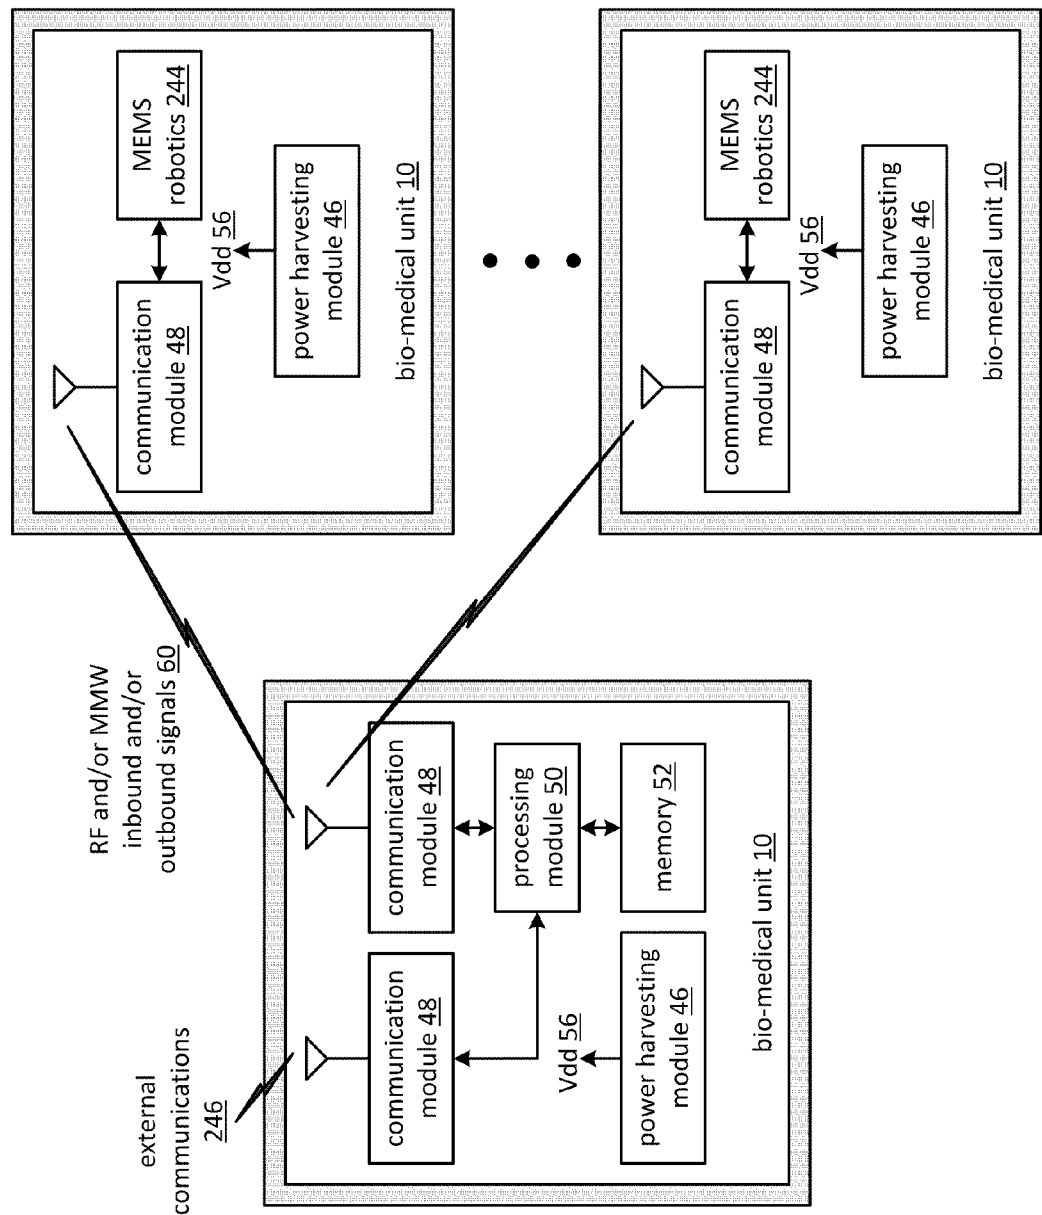 external
communications
246
RF and/or MMW
inbound and/or
outbound signals 60
communication
module 48
communication
module 48
processing
module 50
memory 52
Vdd 56
power harvesting
module 46
bio-medical unit 10
communication
module 48
MEMS
robotics 244
Vdd 56
power harvesting
module 46
bio-medical unit 10
communication
module 48
MEMS
robotics 244
Vdd 56
power harvesting
module 46
bio-medical unit 10